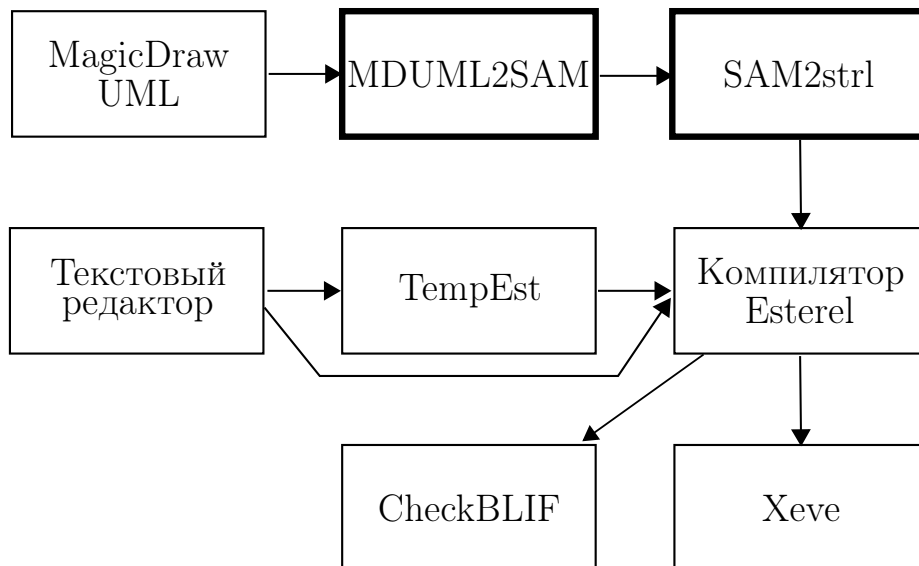 MagicDraw
UML
MDUML2SAM
SAM2strl
Текстовый
редактор
TempEst
Компилятор
Esterel
CheckBLIF
Xeve